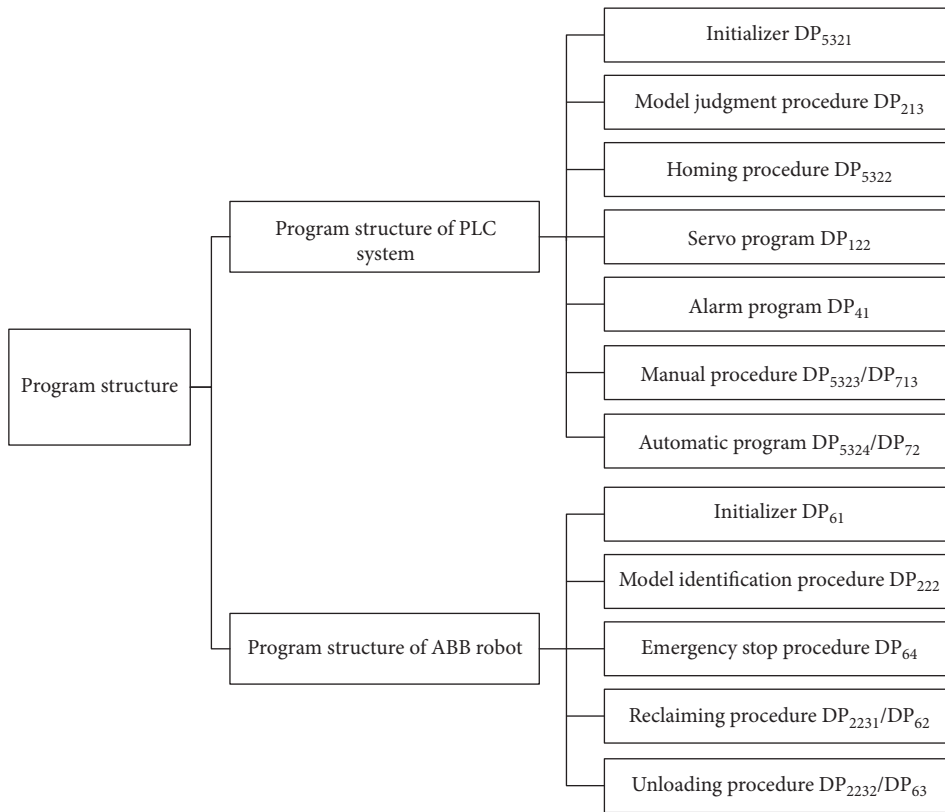 Program structure
Program structure of PLC
system
Initializer DP₅₃₂₁
Model judgment procedure DP₂₁₃
Homing procedure DP₅₃₂₂
Servo program DP₁₂₂
Alarm program DP₄₁
Manual procedure DP₅₃₂₃/DP₇₁₃
Automatic program DP₅₃₂₄/DP₇₂
Program structure of ABB robot
Initializer DP₆₁
Model identification procedure DP₂₂₂
Emergency stop procedure DP₆₄
Reclaiming procedure DP₂₂₃₁/DP₆₂
Unloading procedure DP₂₂₃₂/DP₆₃